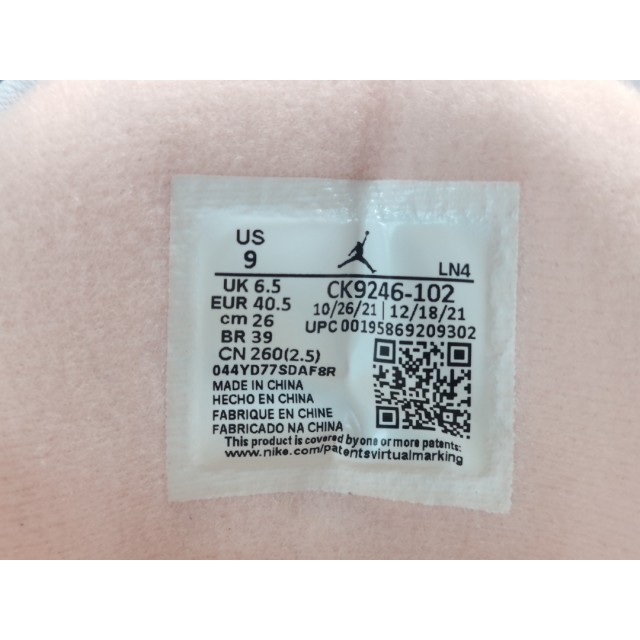 US
9
LN4
UK 6.5
EUR 40.5
cm 26
BR 39
CN 260(2.5)
CK9246-102
10/26/21 | 12/18/21
UPC 00195869209302
044YD77SDAF8R
MADE IN CHINA
HECHO EN CHINA
FABRIQUE EN CHINE
FABRICADO NA CHINA
This product is covered by one or more patents:
www.nike.com/patentsvirtualmarking